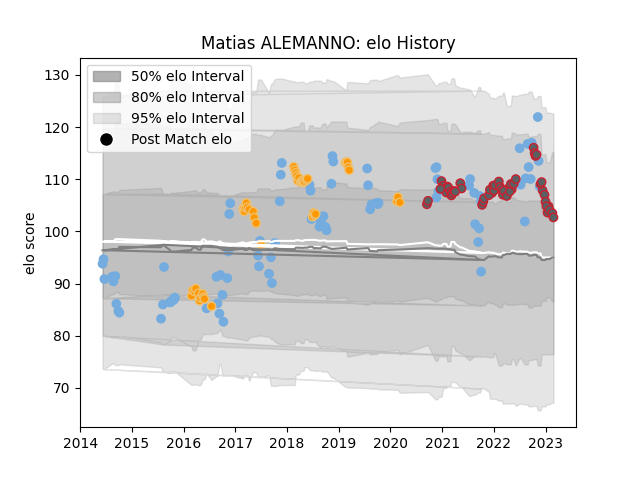 Matias ALEMANNO: elo History
50% elo Interval
80% elo Interval
95% elo Interval
Post Match elo
elo score
130
120
110
100
90
80
70
2014 2015 2016 2017 2018 2019 2020 2021 2022 2023